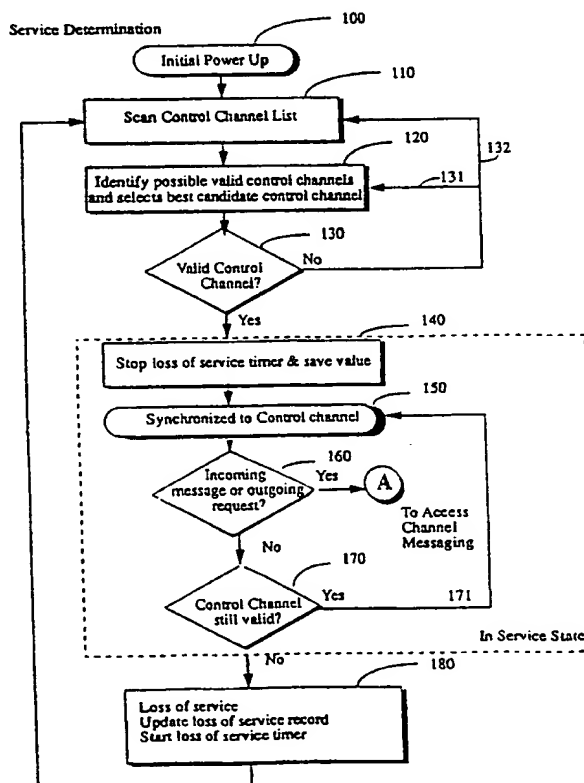 Service Determination
100
Initial Power Up
110
Scan Control Channel List
120
132
Identify possible valid control channels
and selects best candidate control channel
131
130
Valid Control
Channel?
No
Yes
140
Stop loss of service timer & save value
150
Synchronized to Control channel
160
Incoming
message or outgoing
request?
Yes
A
To Access
Channel
Messaging
No
170
Control Channel
still valid?
Yes
171
In Service State
No
180
Loss of service
Update loss of service record
Start loss of service timer